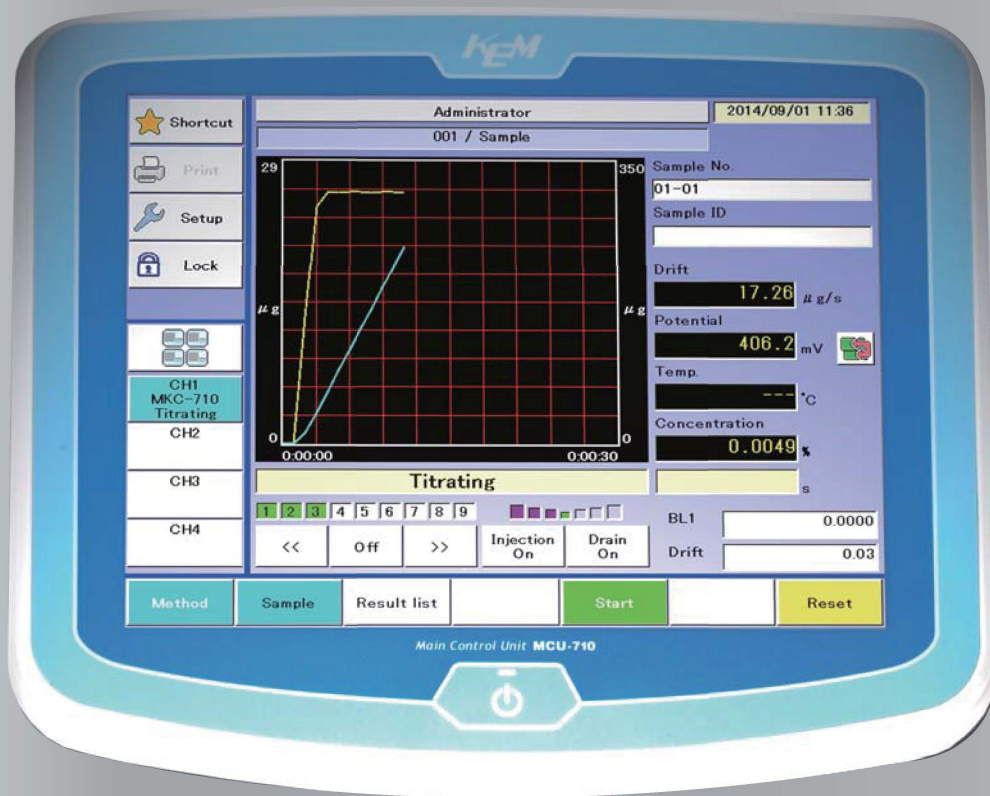 KEM
Shortcut
Administrator
2014/09/01 11:36
001 / Sample
Print
Setup
Lock
29
350
μg
μg
0
0
0:00:00
0:00:30
Sample No.
01-01
Sample ID
Drift
17.26 μg/s
Potential
406.2 mV
Temp.
--- °C
Concentration
0.0049 %
s
CH1
MKC-710
Titrating
CH2
CH3
CH4
Titrating
1 2 3 4 5 6 7 8 9
<< Off >> Injection On Drain On
BL1 0.0000
Drift 0.03
Method Sample Result list Start Reset
Main Control Unit MCU-710